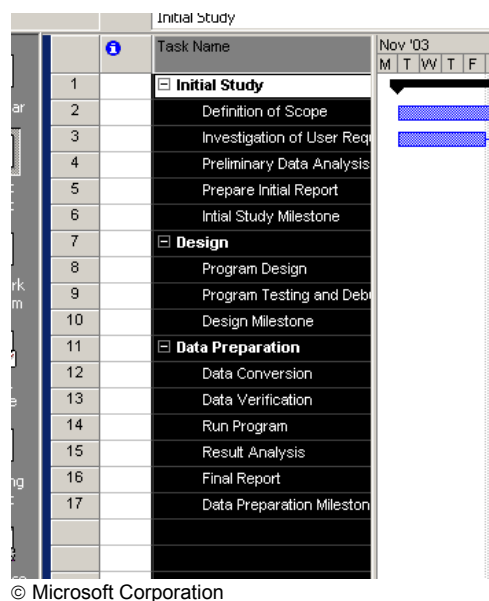 Initial Study
Task Name
Nov '03
M T W T F
1 Initial Study
2 Definition of Scope
3 Investigation of User Requ
4 Preliminary Data Analysis
5 Prepare Initial Report
6 Intial Study Milestone
7 Design
8 Program Design
9 Program Testing and Debu
10 Design Milestone
11 Data Preparation
12 Data Conversion
13 Data Verification
14 Run Program
15 Result Analysis
16 Final Report
17 Data Preparation Mileston
© Microsoft Corporation